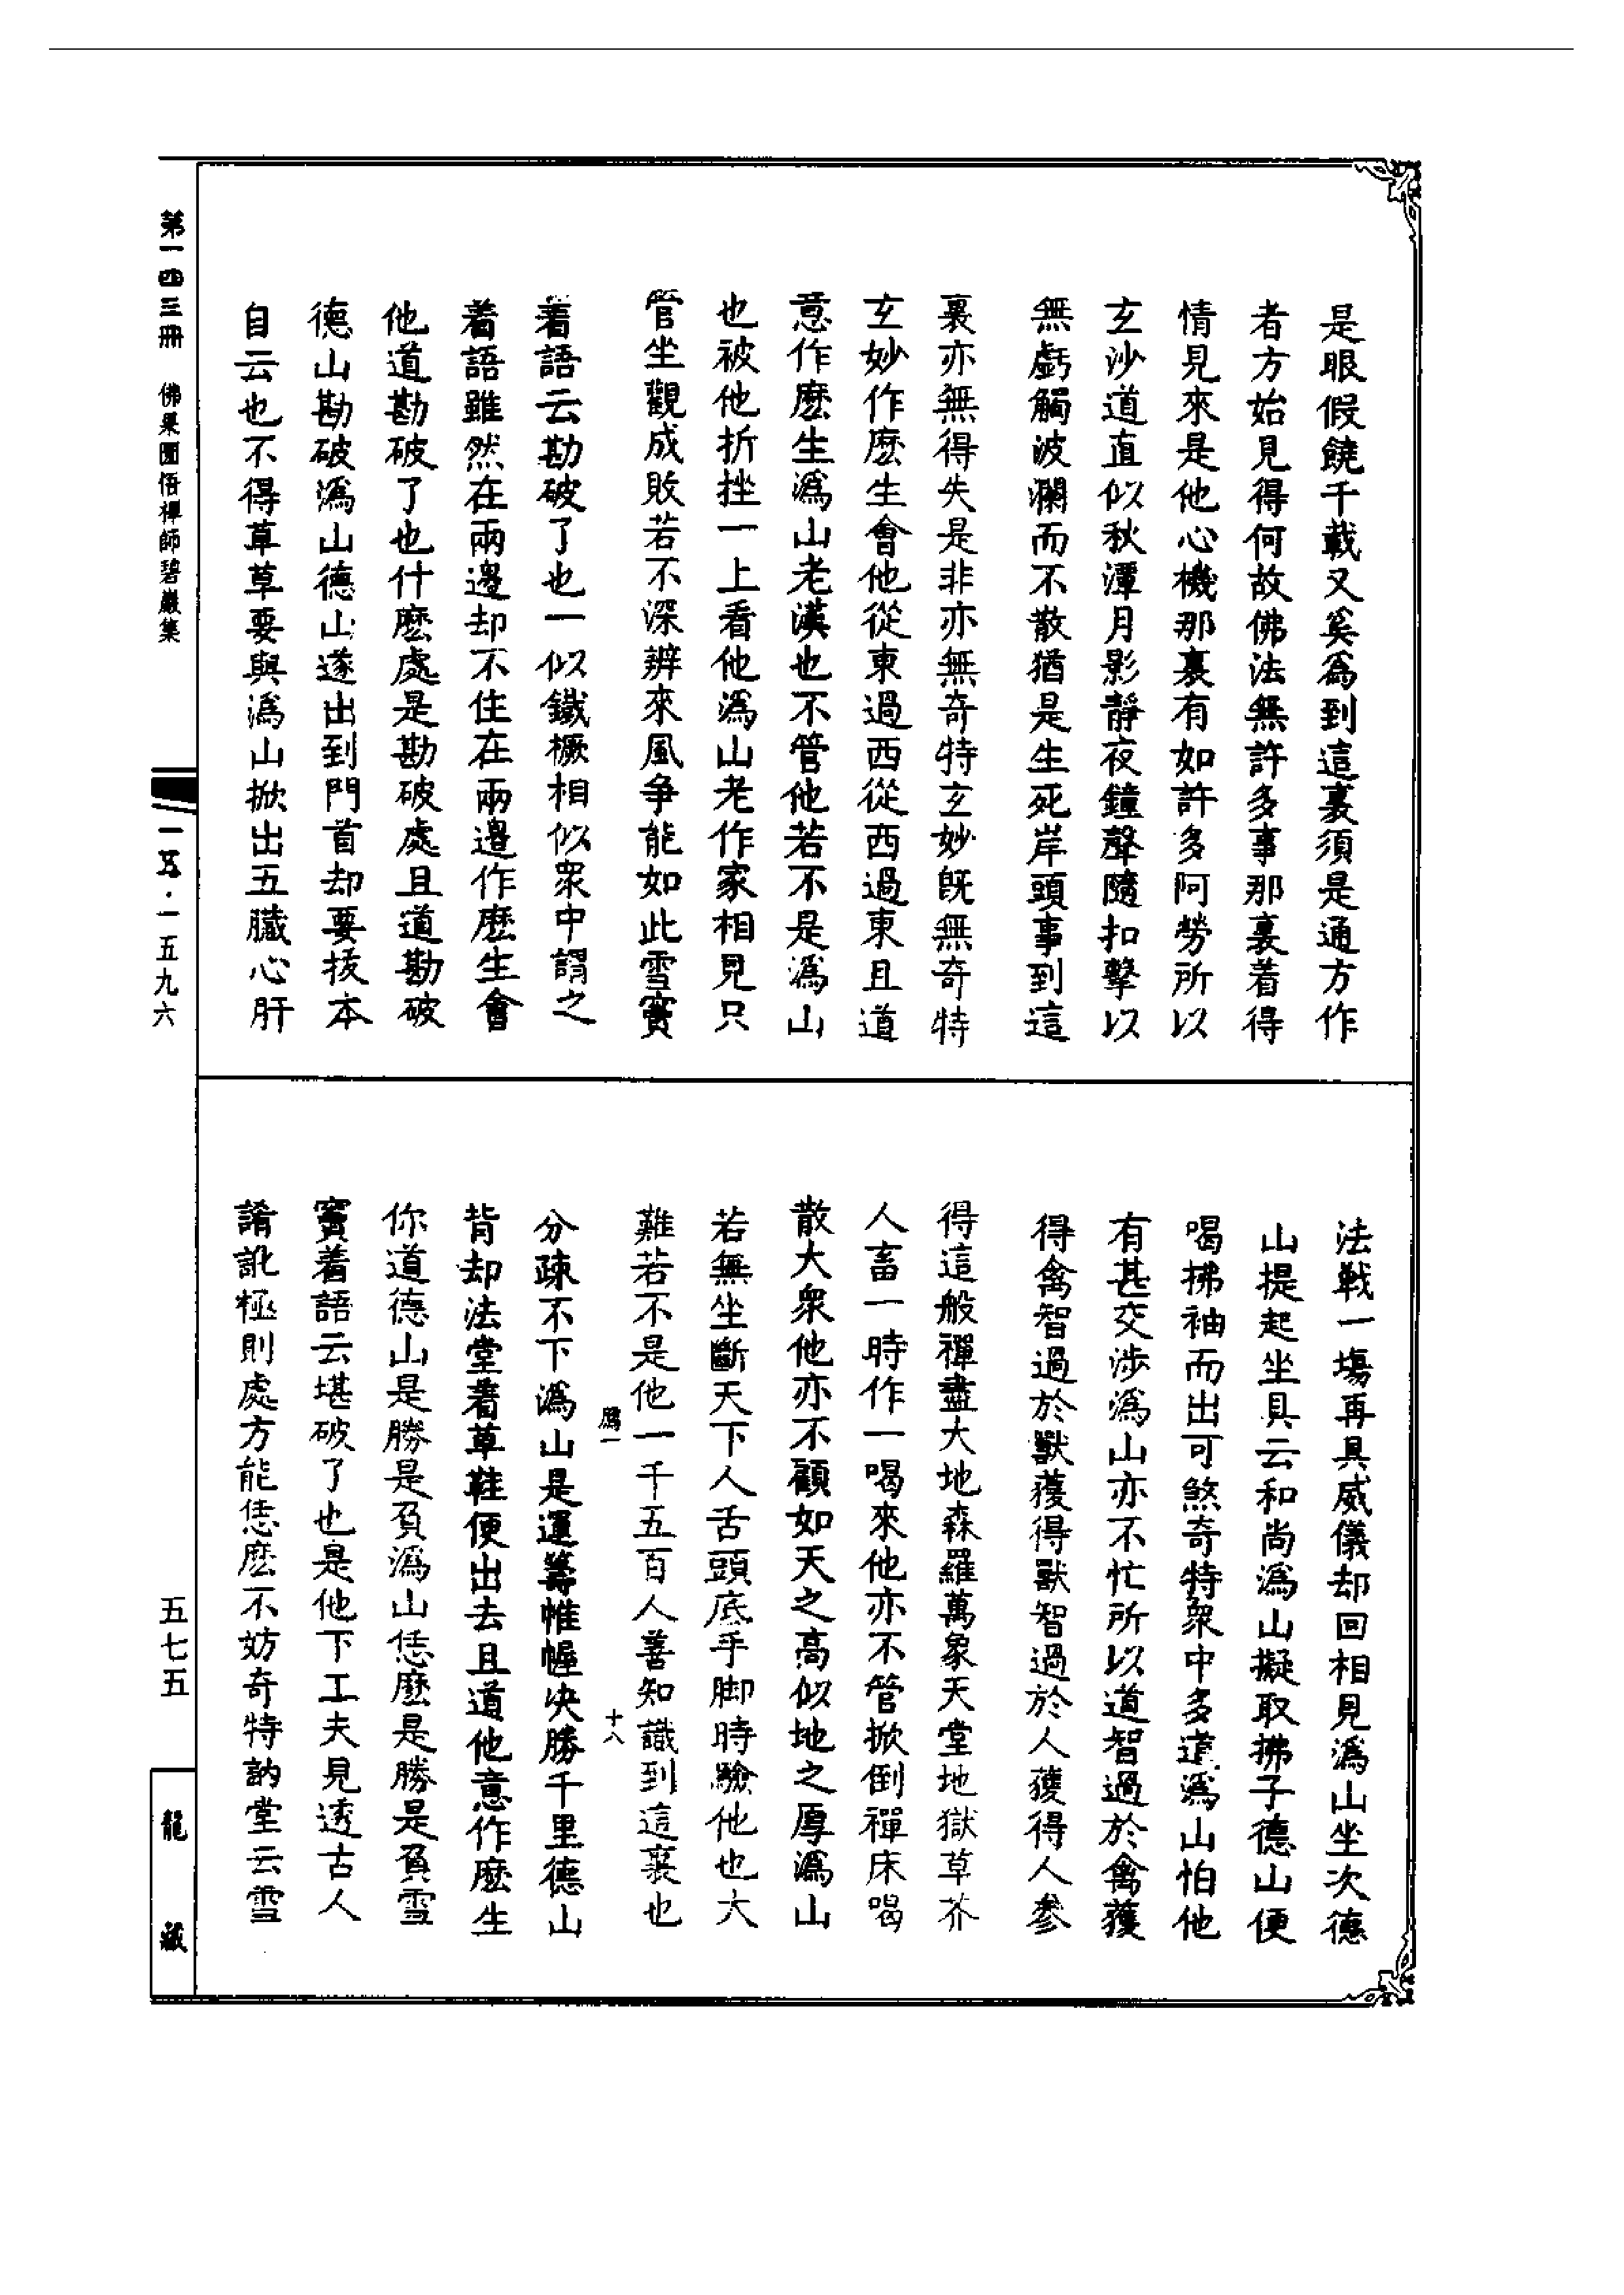 是眼假饒千載又奚爲到這裏須是通方作
者方始見得何故佛法無許多事那裏着得
情見來是他心機那裏有如許多阿勞所以
玄沙道直似秋潭月影靜夜鐘聲隨扣擊以
無虧觸波瀾而不散猶是生死岸頭事到這
裏亦無得失是非亦無奇特玄妙旣無奇特
玄妙作麽生會他從東過西從西過東且道
意作麽生潙山老漢也不管他若不是潙山
也被他折挫一上看他潙山老作家相見只
管坐觀成敗若不深辨來風爭能如此雪竇
着語云勘破了也一似鐵橛相似衆中謂之
着語雖然在兩邊却不住在兩邊作麽生會
他道勘破了也什麽處是勘破處且道勘破
德山勘破潙山德山遂出到門首却要拔本
自云也不得草草要與潙山掀出五臟心肝
法戰一場再具威儀却回相見潙山坐次德
山提起坐具云和尚潙山擬取拂子德山便
喝拂袖而出可煞奇特衆中多道潙山怕他
有甚交涉潙山亦不忙所以道智過於禽獲
得禽智過於獸獲得獸智過於人獲得人參
得這般禪盡大地森羅萬象天堂地獄草芥
人畜一時作一喝來他亦不管掀倒禪床喝
散大衆他亦不顧如天之高似地之厚潙山
若無坐斷天下人舌頭底手脚時驗他也大
難若不是他一千五百人善知識到這裏也
鴈一 十八
分疎不下潙山是運籌帷幄决勝千里德山
背却法堂着草鞋便出去且道他意作麽生
你道德山是勝是負潙山恁麽是勝是負雪
竇着語云堪破了也是他下工夫見透古人
誵訛極則處方能恁麽不妨奇特訥堂云雪
第一四三冊 佛果圜悟禪師碧巖集
一五九六
五七五
龍藏